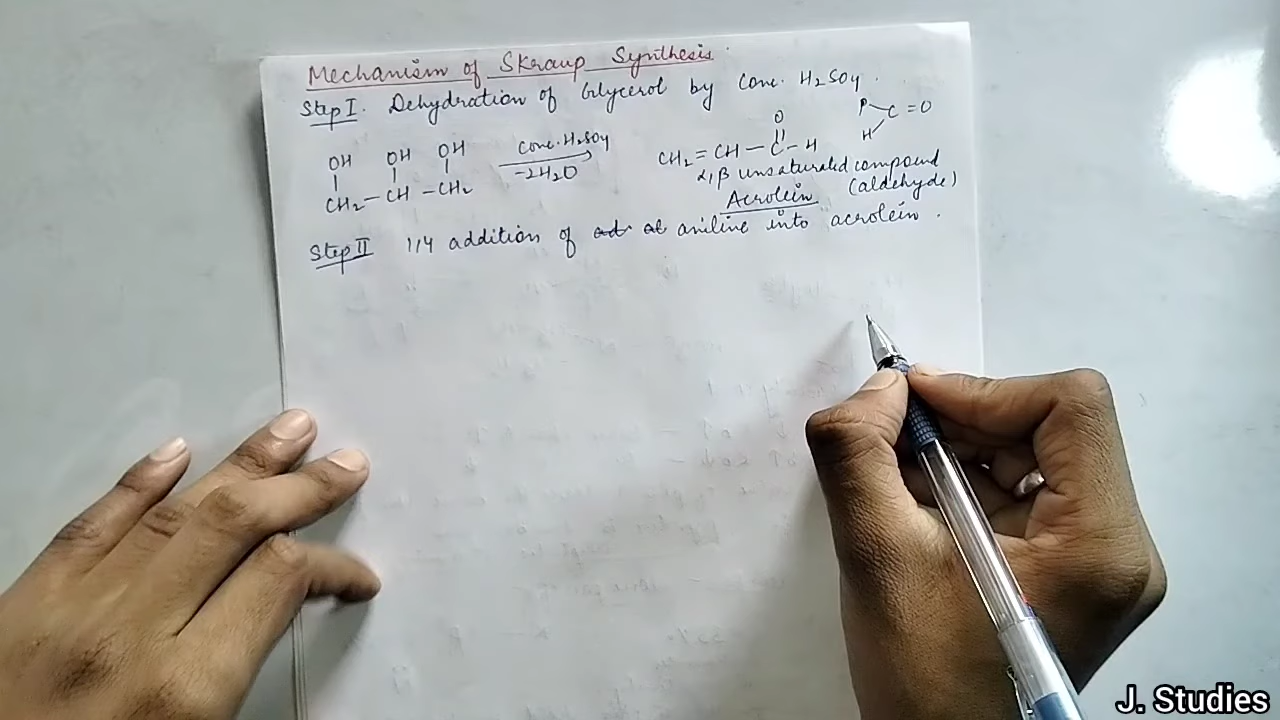 Mechanism of Skraup Synthesis
Step I. Dehydration of Glycerol by Conc. H2SO4.
OH OH OH
CH2 – CH – CH2
Conc. H2SO4
–2H2O
O
CH2 = CH – C – H
α, β unsaturated compound
Acrolein (aldehyde)
R
C = O
H
Step II 1,4 addition of aniline into acrolein.
J. Studies